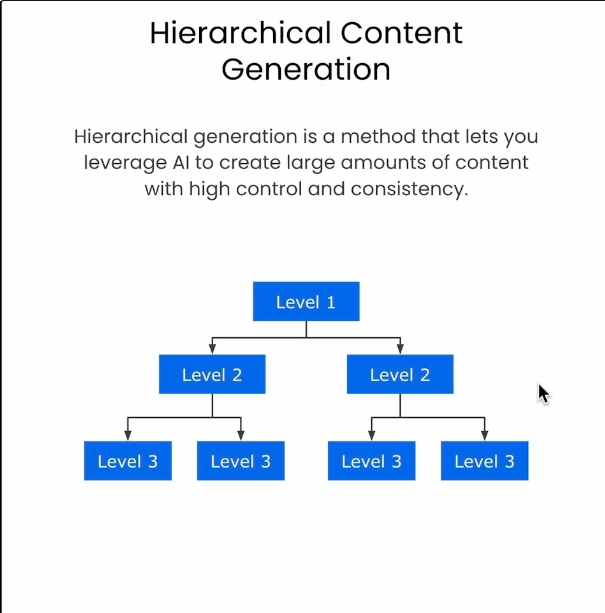 Hierarchical Content
Generation
Hierarchical generation is a method that lets you
leverage AI to create large amounts of content
with high control and consistency.
Level 1
Level 2
Level 2
Level 3
Level 3
Level 3
Level 3